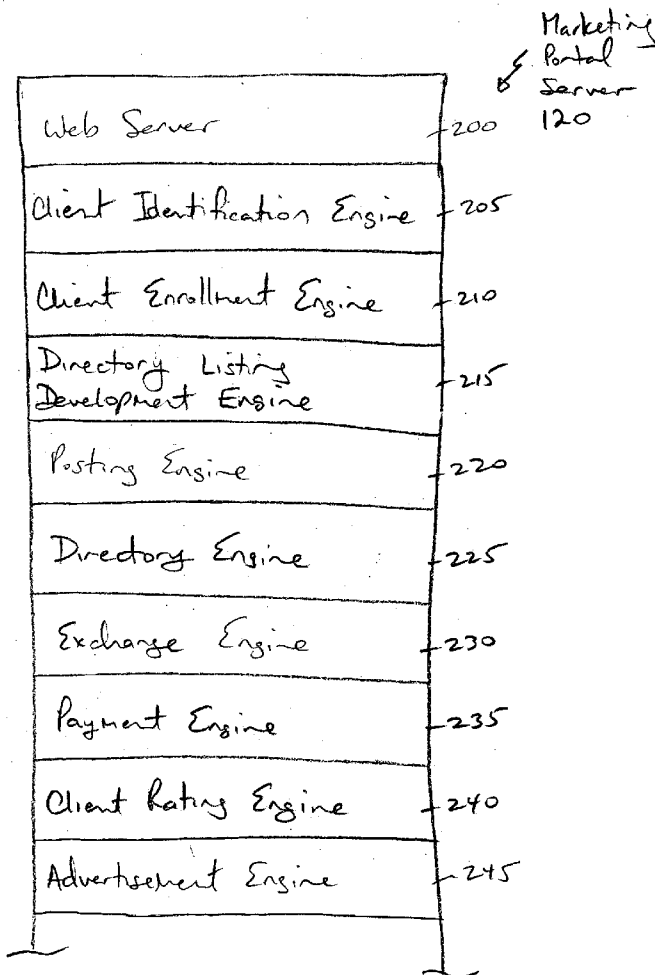 Marketing
Portal
Server
120
Web Server 200
Client Identification Engine 205
Client Enrollment Engine 210
Directory Listing
Development Engine 215
Posting Engine 220
Directory Engine 225
Exchange Engine 230
Payment Engine 235
Client Rating Engine 240
Advertisement Engine 245